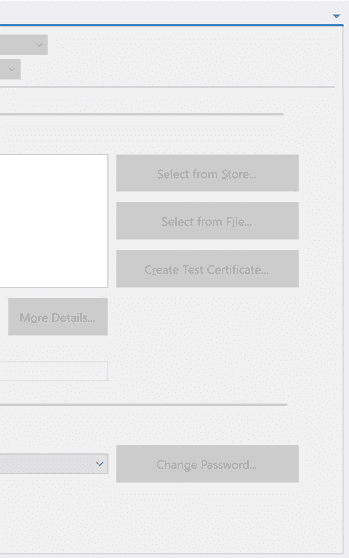 Select from Store...
Select from File...
Create Test Certificate...
More Details...
Change Password...